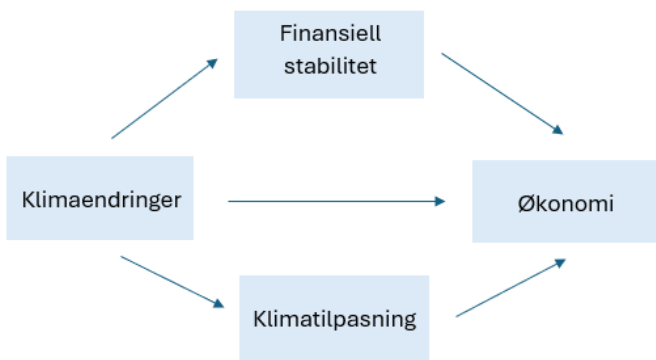 Finansiell
stabilitet
Klimaendringer
Økonomi
Klimatilpasning